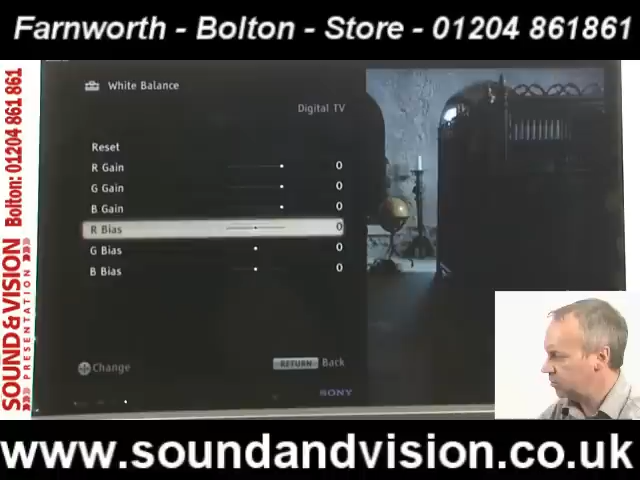 Farnworth - Bolton - Store - 01204 861861
SOUND & VISION Bolton: 01204 861 861
PRESENTATION
White Balance
Digital TV
Reset
R Gain 0
G Gain 0
B Gain 0
R Bias 0
G Bias 0
B Bias 0
Change
RETURN Back
SONY
www.soundandvision.co.uk